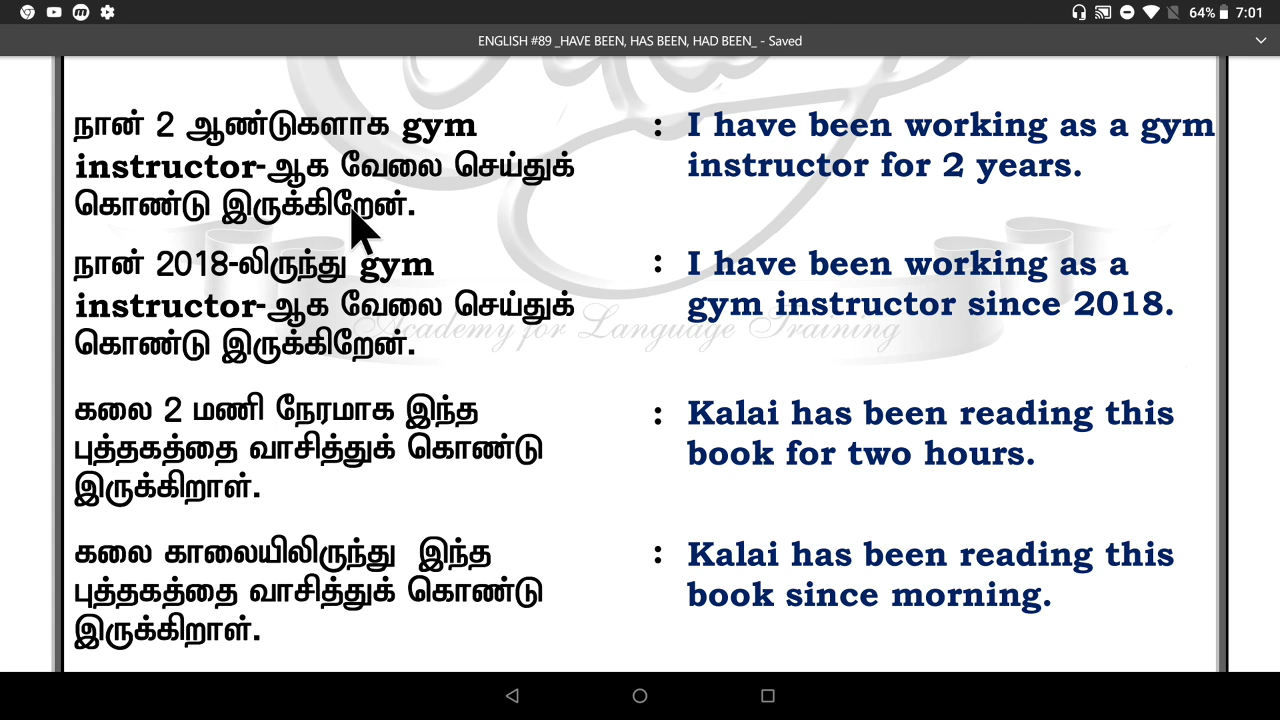 64% 7:01
ENGLISH #89 _HAVE BEEN, HAS BEEN, HAD BEEN_ - Saved
நான் 2 ஆண்டுகளாக gym : I have been working as a gym
instructor-ஆக வேலை செய்துக் instructor for 2 years.
கொண்டு இருக்கிறேன்.
நான் 2018-லிருந்து gym : I have been working as a
instructor-ஆக வேலை செய்துக் gym instructor since 2018.
கொண்டு இருக்கிறேன்.
Academy for Language Training
கலை 2 மணி நேரமாக இந்த : Kalai has been reading this
புத்தகத்தை வாசித்துக் கொண்டு book for two hours.
இருக்கிறாள்.
கலை காலையிலிருந்து இந்த : Kalai has been reading this
புத்தகத்தை வாசித்துக் கொண்டு book since morning.
இருக்கிறாள்.